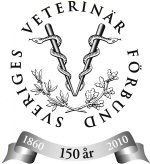 SVERIGES VETERINÄR FÖRBUND
1860 150 år 2010